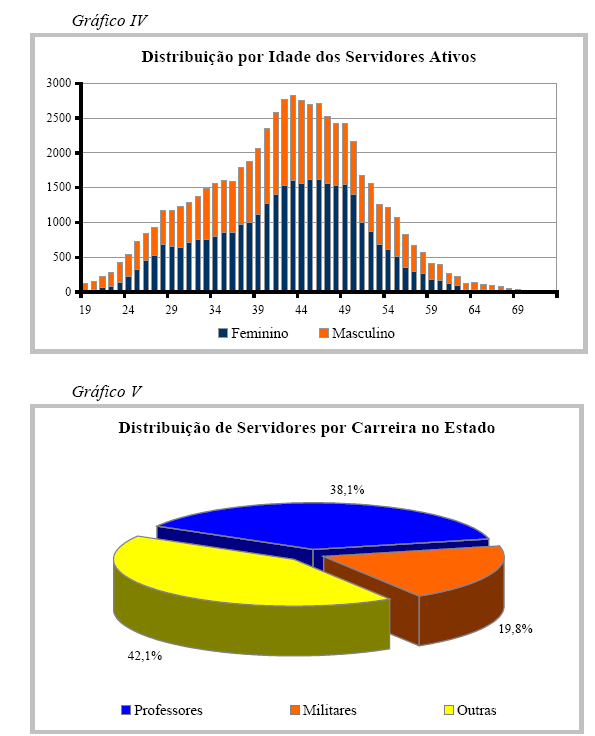 Gráfico IV
Distribuição por Idade dos Servidores Ativos
3000
2500
2000
1500
1000
500
0
19 24 29 34 39 44 49 54 59 64 69
Feminino Masculino
Gráfico V
Distribuição de Servidores por Carreira no Estado
38,1%
19,8%
42,1%
Professores Militares Outras